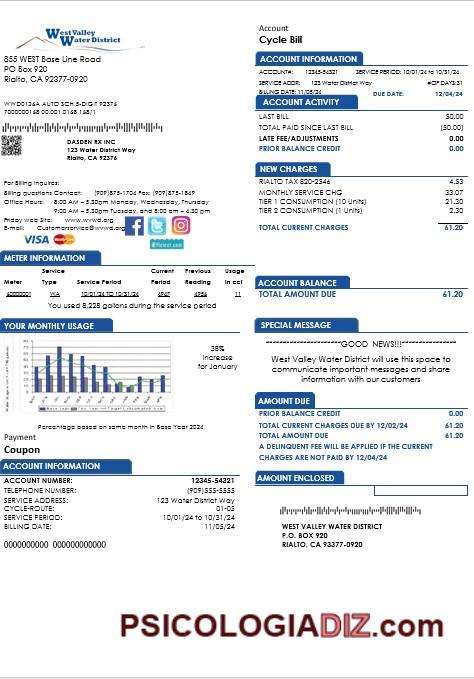 West Valley
Water District
855 WEST Base Line Road
PO Box 920
Rialto, CA 92377-0920
WWD0126A AUTO SCH 5-DIGIT 92376
7000000168 00.001.0168 168/1
DASDEN RX INC
123 Water District Way
Rialto, CA 92376
For Billing Inquires:
Billing questions Contact: (909)875-1704 Fax: (909)875-1869
Office Hours: 8:00 AM – 5:30pm Monday, Wednesday, Thursday
9:00 AM – 5:30pm Tuesday, and 8:00 am – 4:30 pm
Friday web site: www.wvwd.org
E-mail: Customerservice@wvwd.org
VISA
METER INFORMATION
Service Current Previous Usage
Meter Type Service Period Period Reading in ccf
60000001 WA 10/01/24 TO 10/31/24 4967 4956 11
You used 8,228 gallons during the service period
YOUR MONTHLY USAGE
80
70
60
50
40
30
20
10
0
38%
Increase
for January
Percentage based on same month in Base Year 2024
Payment
Coupon
ACCOUNT INFORMATION
ACCOUNT NUMBER: 12345-54321
TELEPHONE NUMBER: (909)555-5555
SERVICE ADDRESS: 123 Water District Way
CYCLE-ROUTE: 01-05
SERVICE PERIOD: 10/01/24 to 10/31/24
BILLING DATE: 11/05/24
0000000000 000000000000
Account
Cycle Bill
ACCOUNT INFORMATION
ACCOUNT#: 12345-54321 SERVICE PERIOD: 10/01/24 to 10/31/24
SERVICE ADDR: 123 Water District Way #OF DAYS:31
BILLING DATE: 11/05/24 DUE DATE: 12/04/24
ACCOUNT ACTIVITY
LAST BILL 50.00
TOTAL PAID SINCE LAST BILL (50.00)
LATE FEE/ADJUSTMENTS 0.00
PRIOR BALANCE CREDIT 0.00
NEW CHARGES
RIALTO TAX 820-2546 4.53
MONTHLY SERVICE CHG 33.07
TIER 1 CONSUMPTION (10 Units) 21.30
TIER 2 CONSUMPTION (1 Units) 2.30
TOTAL CURRENT CHARGES 61.20
ACCOUNT BALANCE
TOTAL AMOUNT DUE 61.20
SPECIAL MESSAGE
GOOD NEWS!!!
West Valley Water District will use this space to
communicate important messages and share
information with our customers
AMOUNT DUE
PRIOR BALANCE CREDIT 0.00
TOTAL CURRENT CHARGES DUE BY 12/02/24 61.20
TOTAL AMOUNT DUE 61.20
A DELINQUENT FEE WILL BE APPLIED IF THE CURRENT
CHARGES ARE NOT PAID BY 12/04/24
AMOUNT ENCLOSED
WEST VALLEY WATER DISTRICT
P.O. BOX 920
RIALTO, CA 93377-0920
PSICOLOGIADIZ.com